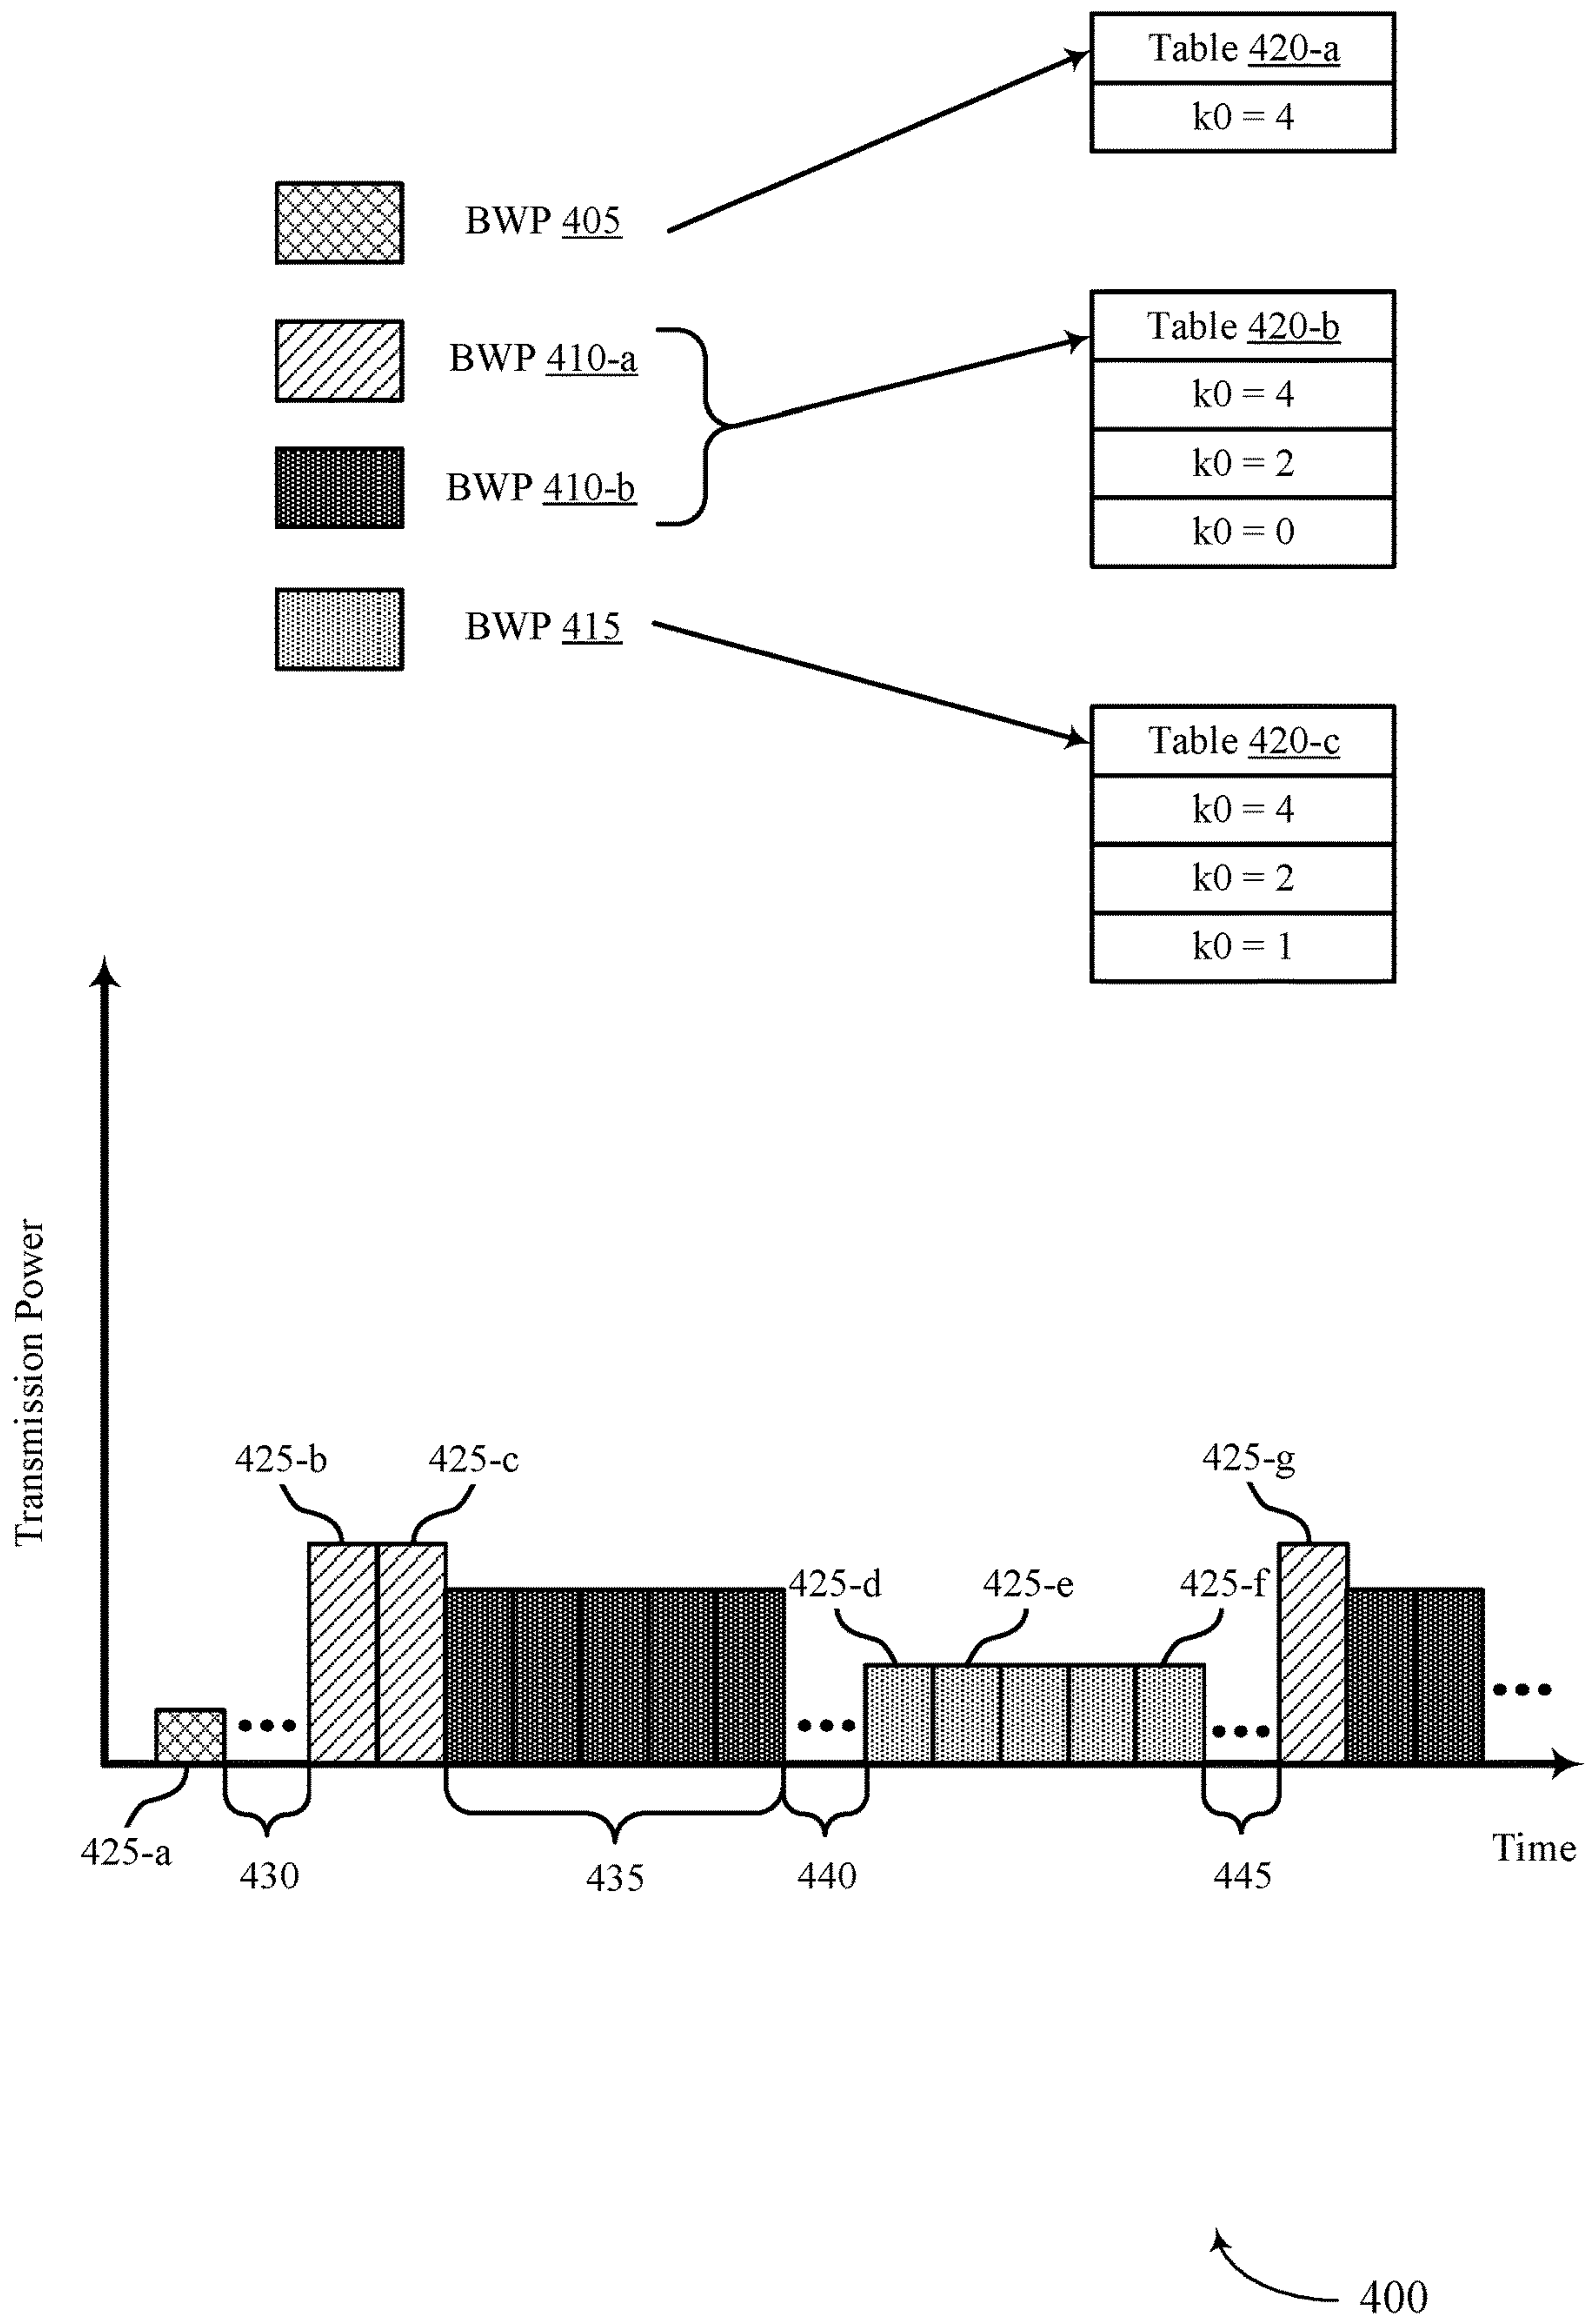 Table 420-a
k0 = 4
BWP 405
BWP 410-a
BWP 410-b
BWP 415
Table 420-b
k0 = 4
k0 = 2
k0 = 0
Table 420-c
k0 = 4
k0 = 2
k0 = 1
Transmission Power
425-b
425-c
425-g
425-d
425-e
425-f
425-a
430
435
440
445
Time
400